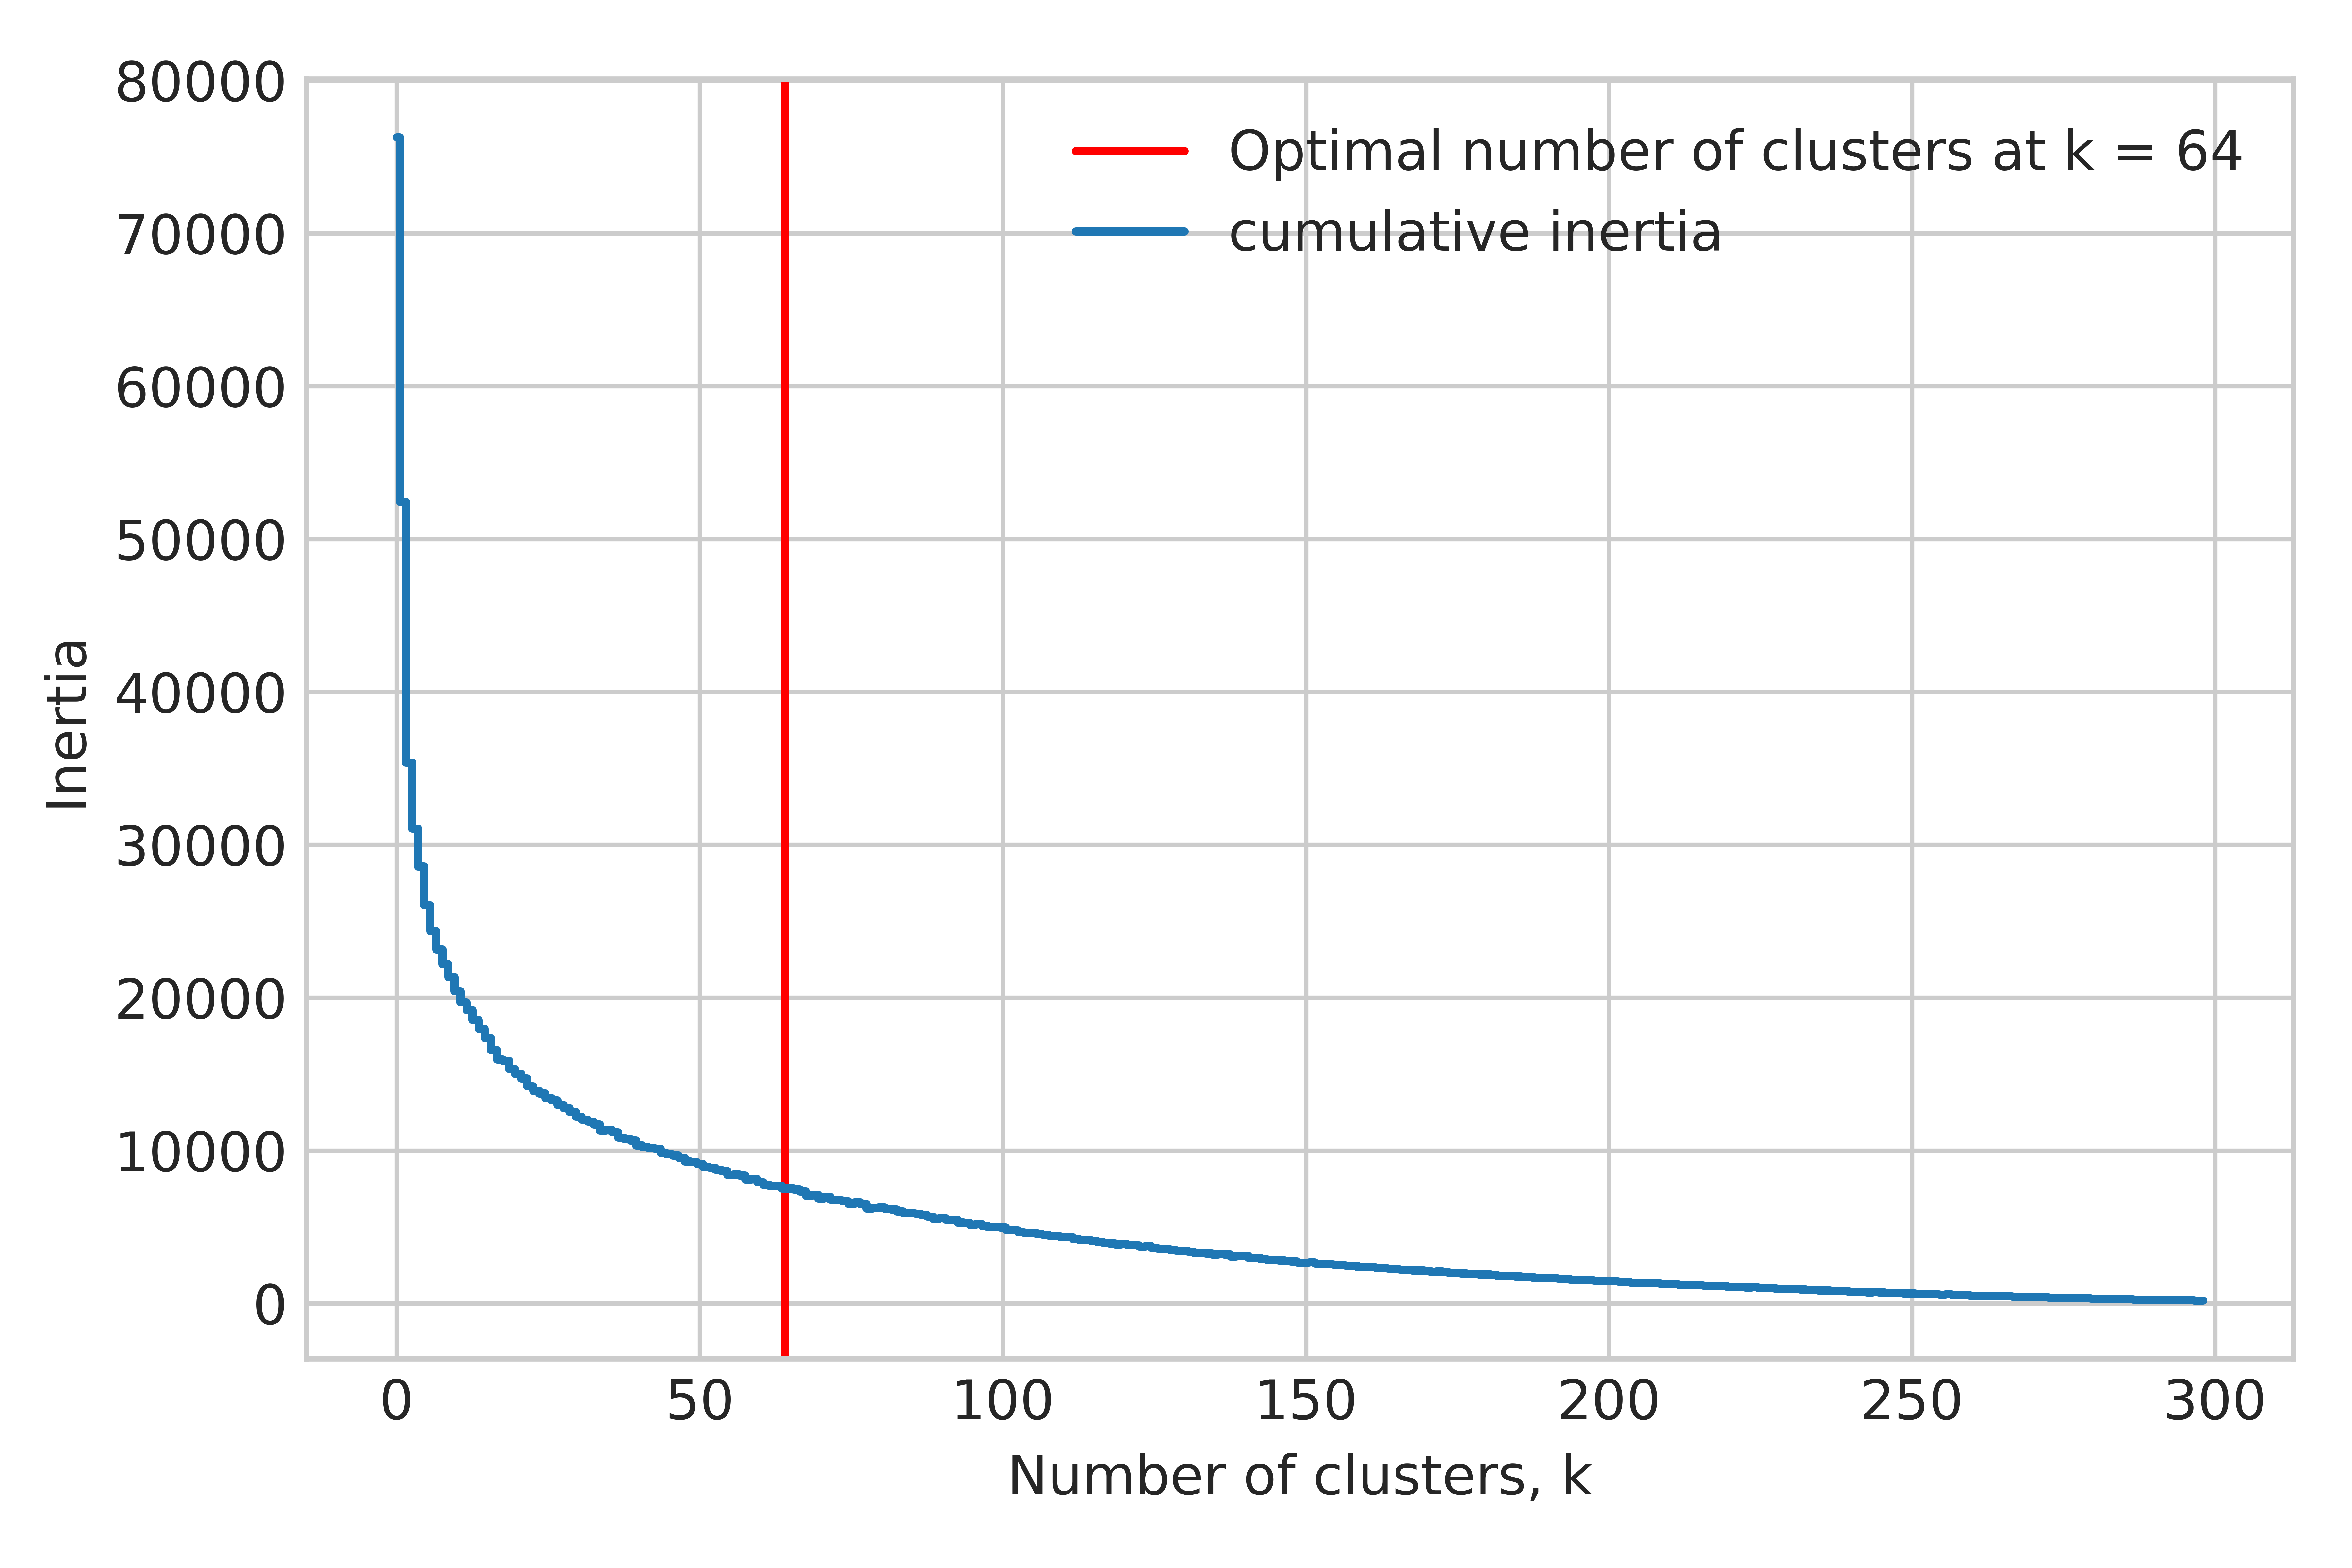 80000
70000
60000
50000
40000
30000
20000
10000
0
Inertia
Optimal number of clusters at k = 64
cumulative inertia
0 50 100 150 200 250 300
Number of clusters, k